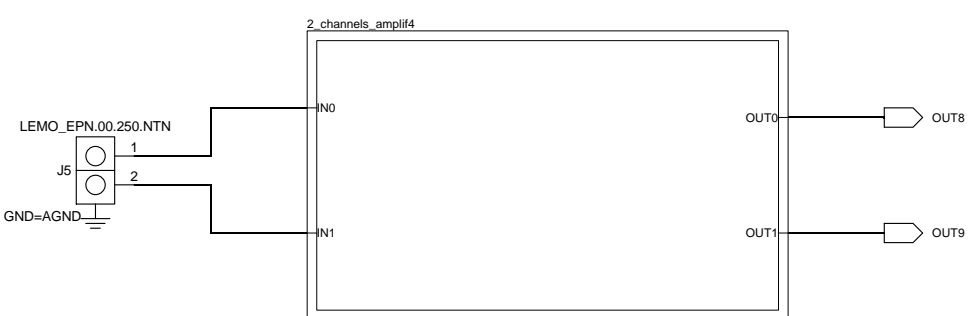 2_channels_amplif4
IN0
OUT0
OUT8
LEMO_EPN.00.250.NTN
1
J5
2
GND=AGND
IN1
OUT1
OUT9